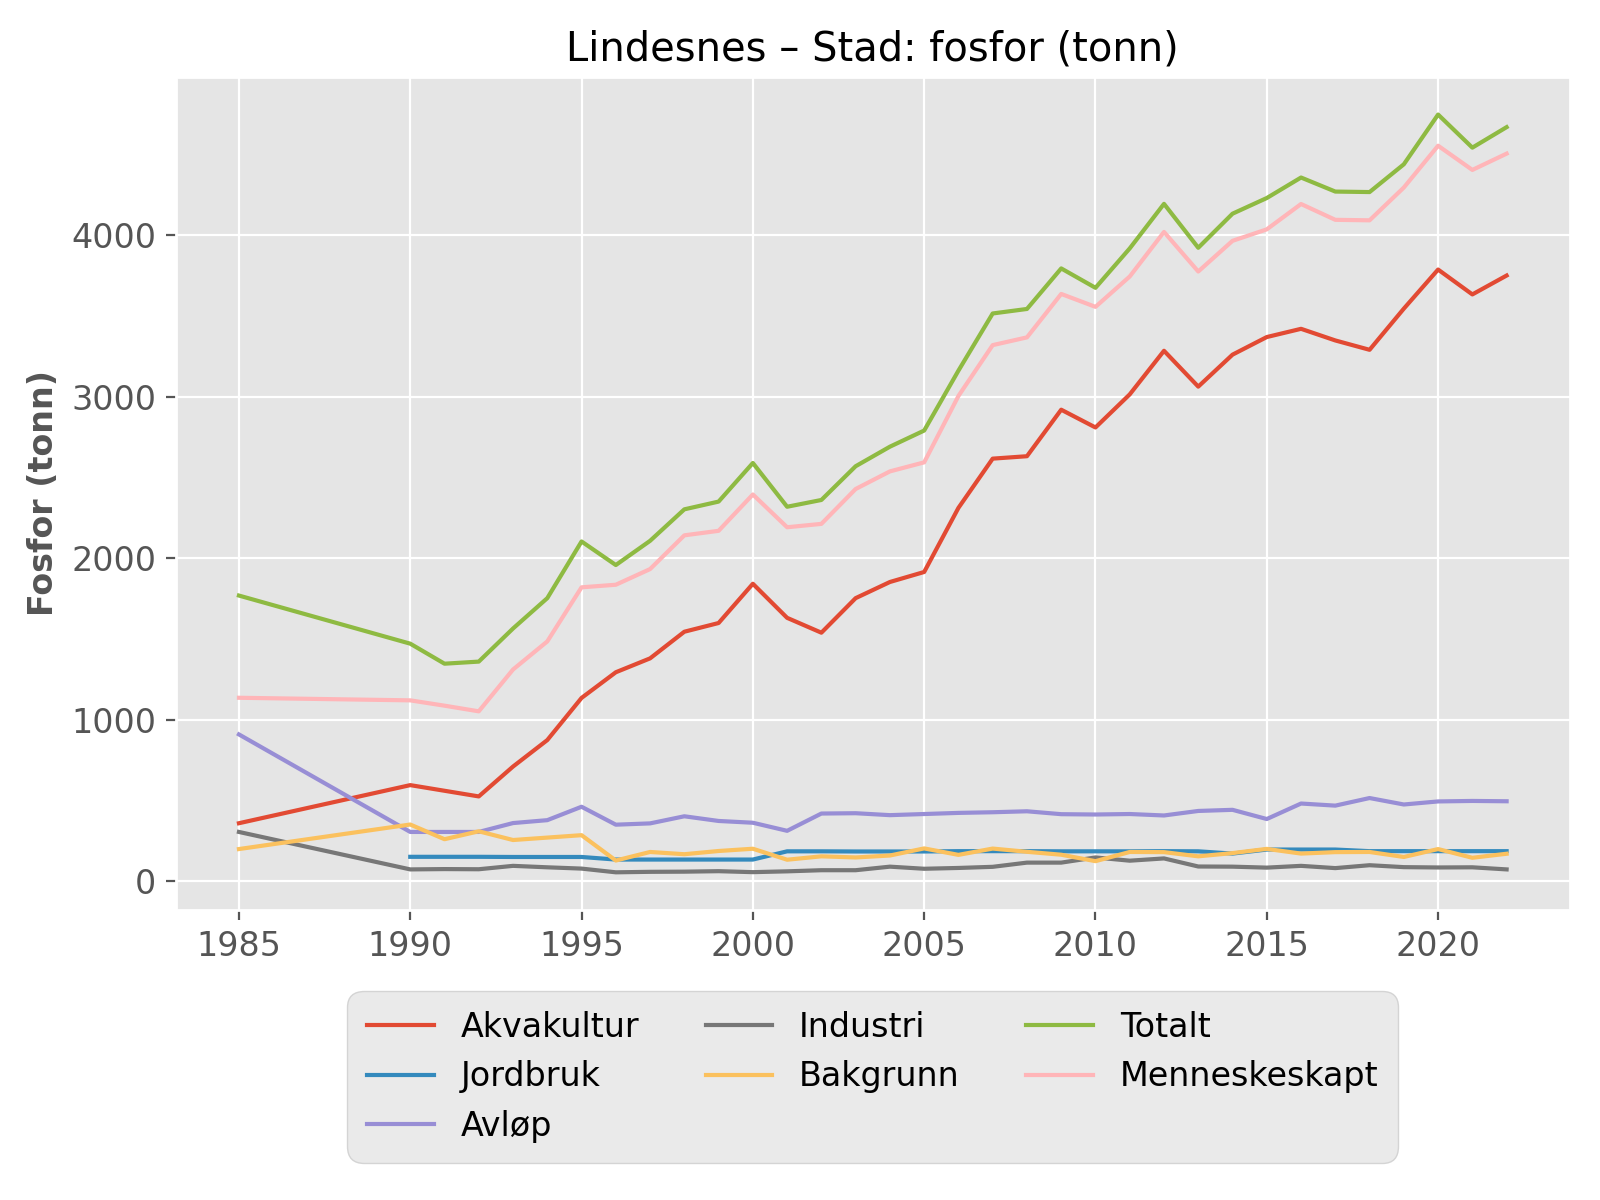 Lindesnes – Stad: fosfor (tonn)
Fosfor (tonn)
4000
3000
2000
1000
0
1985 1990 1995 2000 2005 2010 2015 2020
Akvakultur Industri Totalt
Jordbruk Bakgrunn Menneskeskapt
Avløp